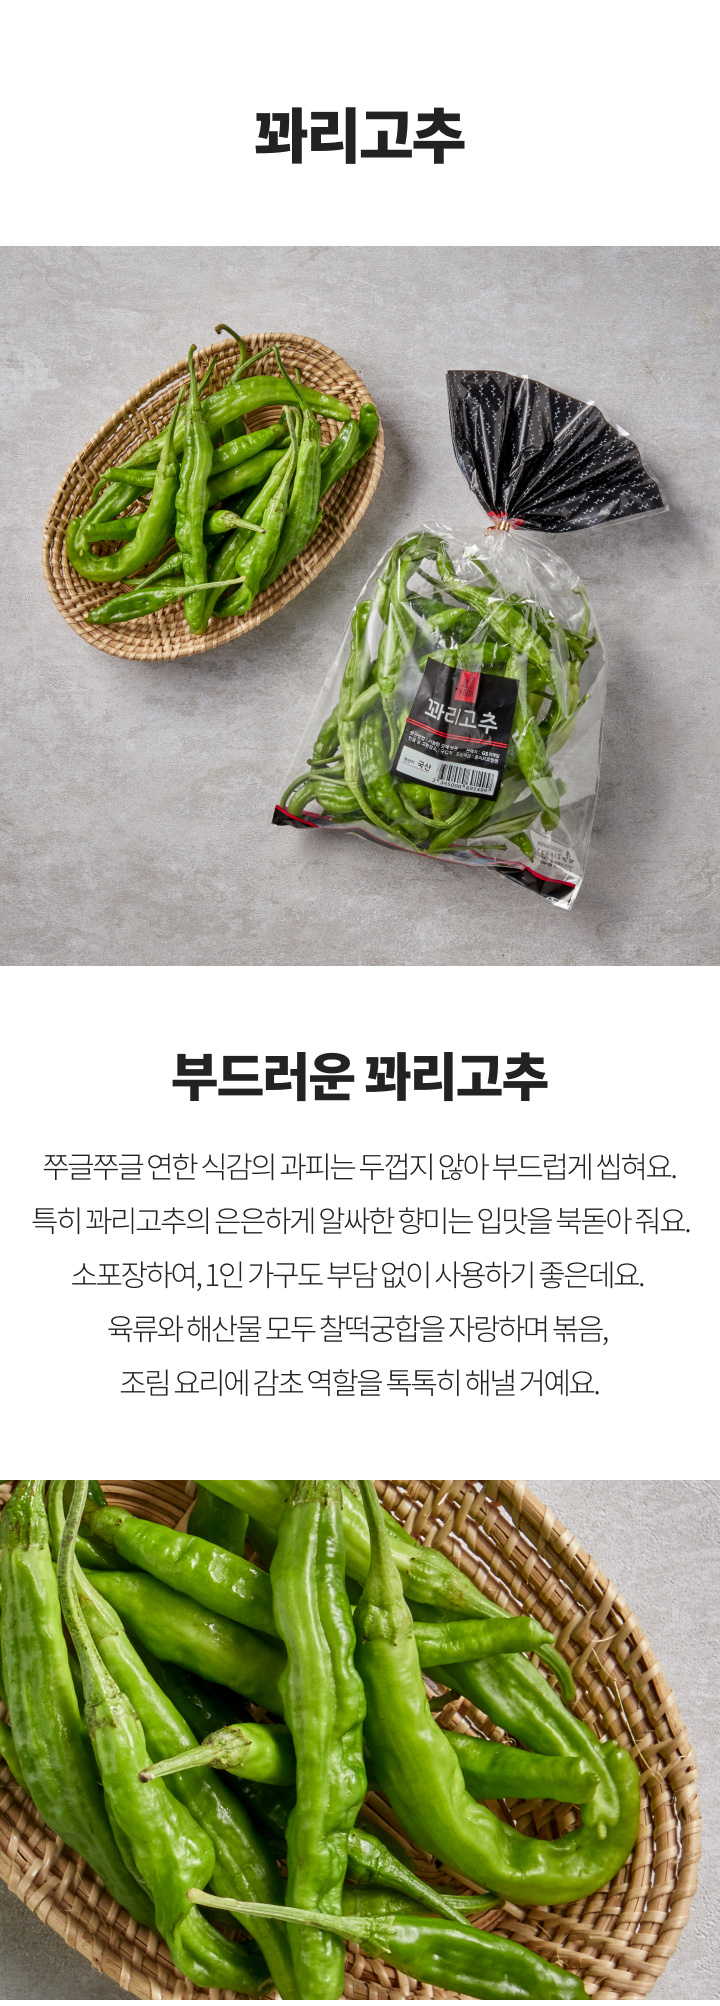 꽈리고추
꽈리고추
국산
부드러운 꽈리고추
쭈글쭈글 연한 식감의 과피는 두껍지 않아 부드럽게 씹혀요.
특히 꽈리고추의 은은하게 알싸한 향미는 입맛을 북돋아 줘요.
소포장하여, 1인 가구도 부담 없이 사용하기 좋은데요.
육류와 해산물 모두 찰떡궁합을 자랑하며 볶음,
조림 요리에 감초 역할을 톡톡히 해낼 거예요.